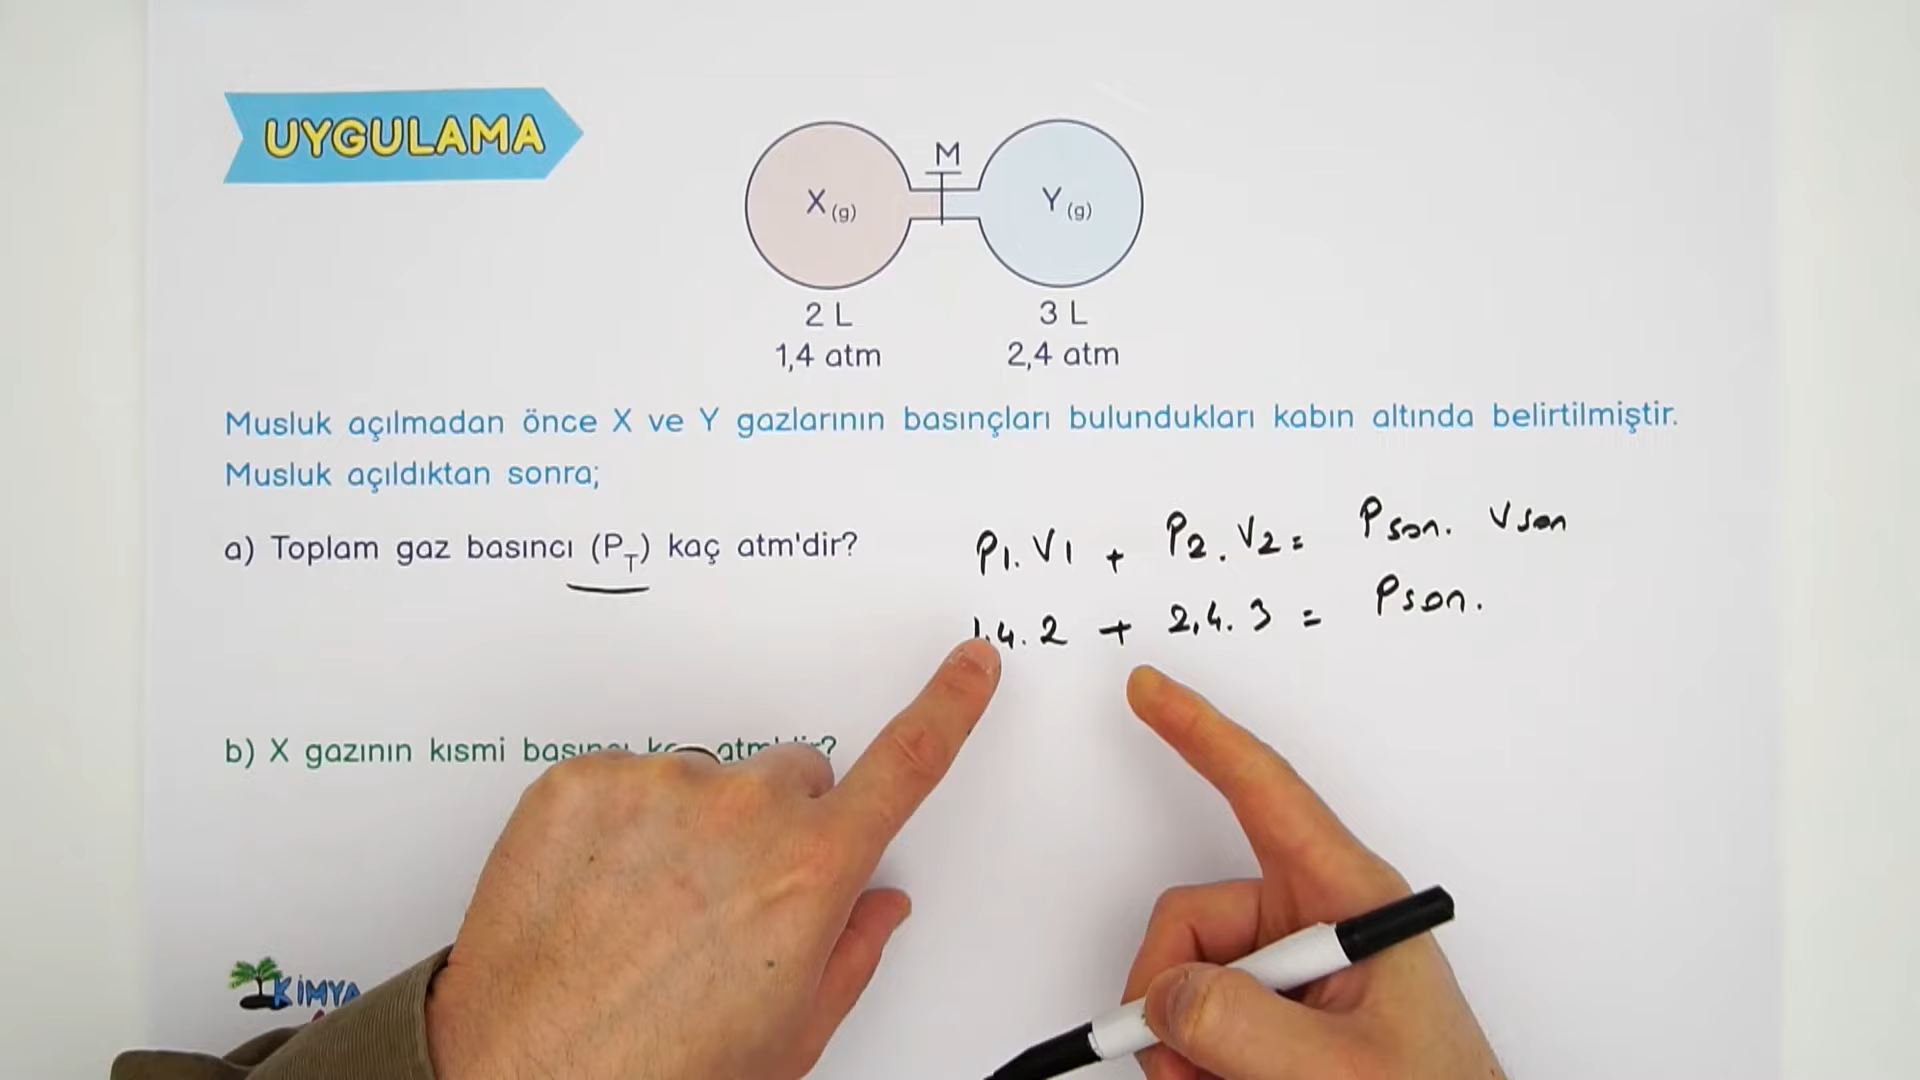 UYGULAMA
M
X(g)
Y(g)
2 L
3 L
1,4 atm
2,4 atm
Musluk açılmadan önce X ve Y gazlarının basınçları bulundukları kabın altında belirtilmiştir.
Musluk açıldıktan sonra;
a) Toplam gaz basıncı (P_T) kaç atm'dir?
P1.V1 + P2.V2 = Pson. Vson
1,4.2 + 2,4.3 = Pson.
b) X gazının kısmi
KİMYA